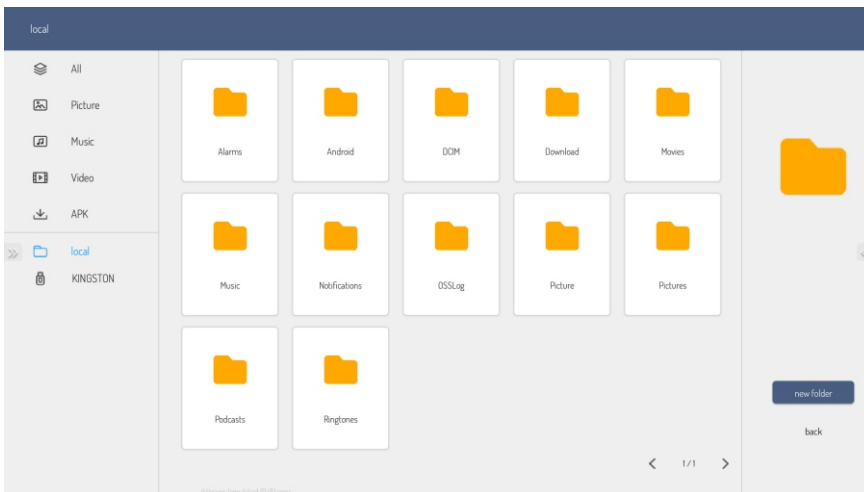 local
All
Picture
Music
Video
APK
local
KINGSTON
Alarms
Android
DCIM
Download
Movies
Music
Notifications
OSSLog
Picture
Pictures
Podcasts
Ringtones
1/1
new folder
back